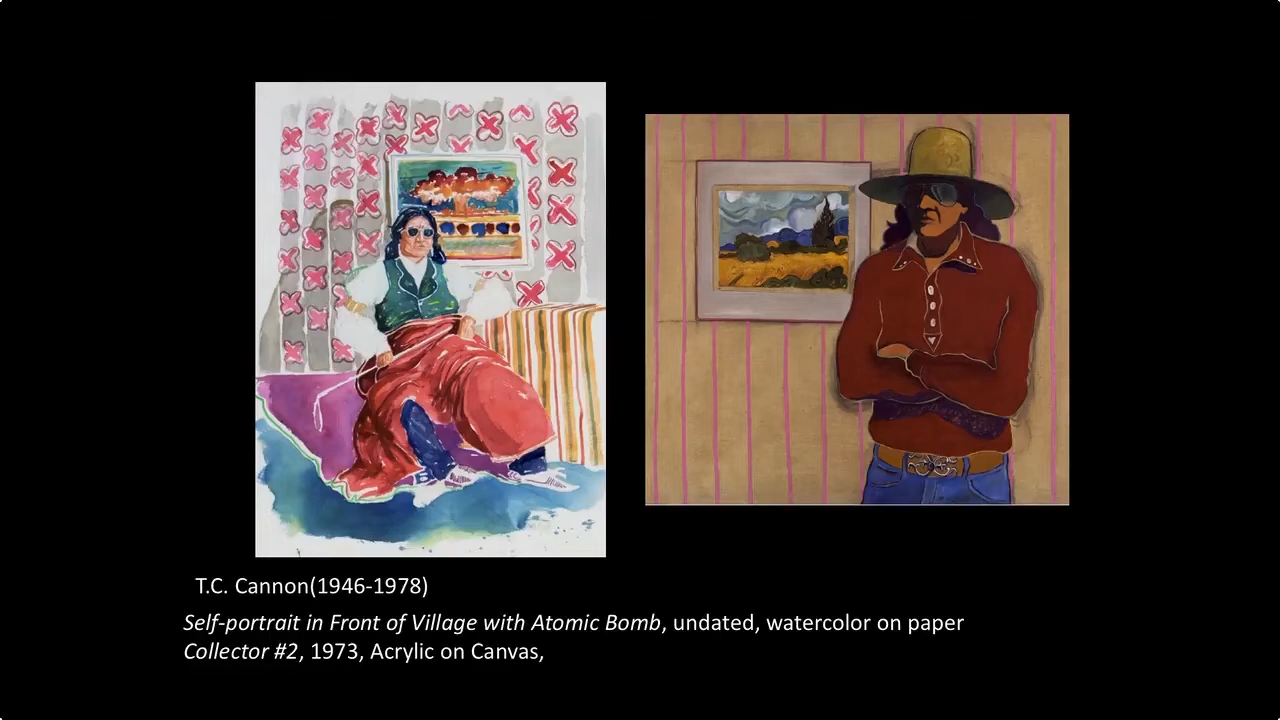 T.C. Cannon(1946-1978)
Self-portrait in Front of Village with Atomic Bomb, undated, watercolor on paper
Collector #2, 1973, Acrylic on Canvas,